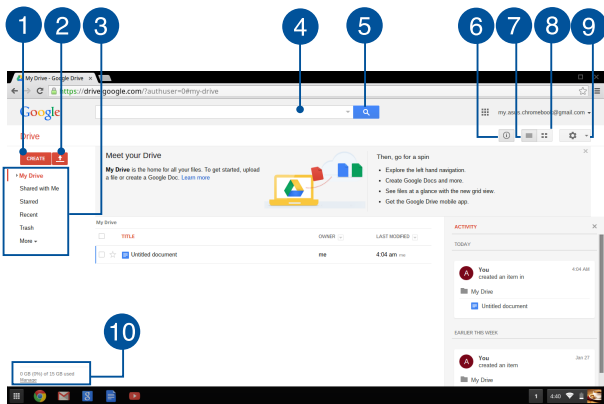 1 2 3 4 5 6 7 8 9
My Drive - Google Drive ×
https://drive.google.com/?authuser=0#my-drive
Google
my.asus.chromebook@gmail.com
Drive
CREATE
My Drive
Shared with Me
Starred
Recent
Trash
More
Meet your Drive
My Drive is the home for all your files. To get started, upload
a file or create a Google Doc. Learn more
Then, go for a spin
• Explore the left hand navigation.
• Create Google Docs and more.
• See files at a glance with the new grid view.
• Get the Google Drive mobile app.
My Drive
TITLE OWNER LAST MODIFIED
Untitled document me 4:04 am me
ACTIVITY
TODAY
A You 4:04 AM
created an item in
My Drive
Untitled document
EARLIER THIS WEEK
A You Jan 27
created an item
My Drive
10
0 GB (0%) of 15 GB used
Manage
8
1 4:40